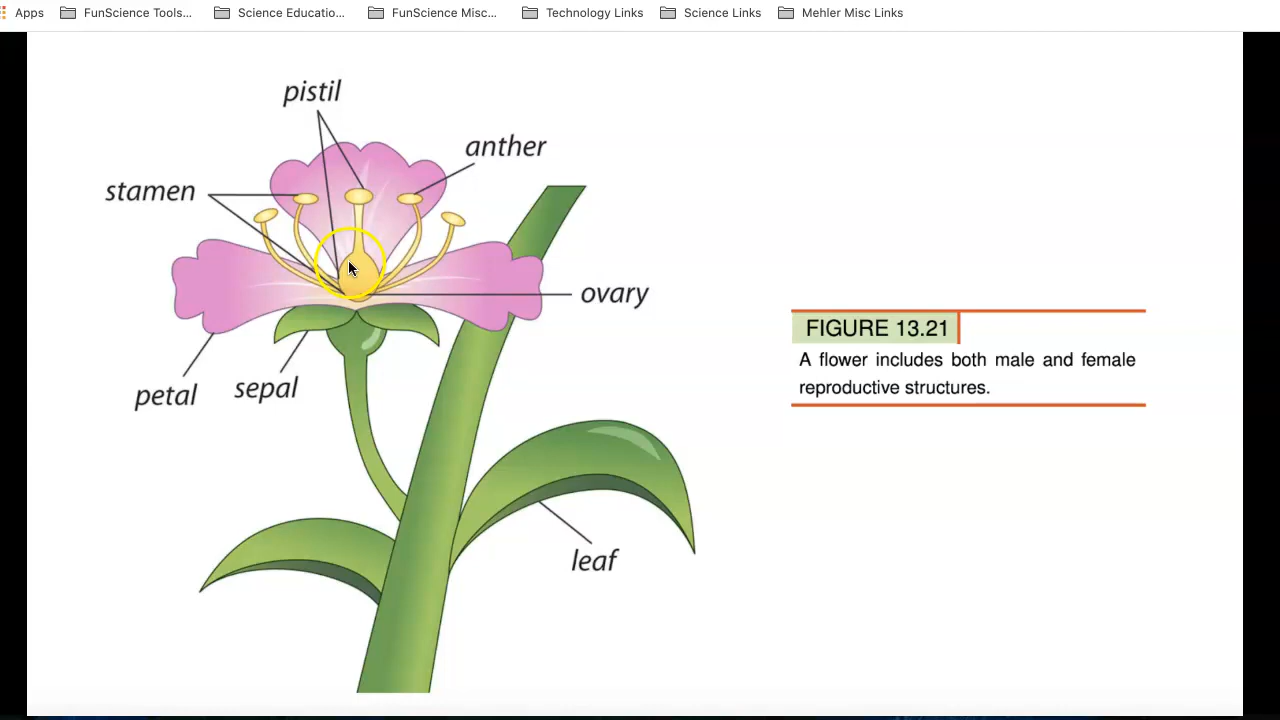 Apps FunScience Tools... Science Educatio... FunScience Misc... Technology Links Science Links Mehler Misc Links
pistil
anther
stamen
ovary
FIGURE 13.21
A flower includes both male and female
reproductive structures.
petal
sepal
leaf